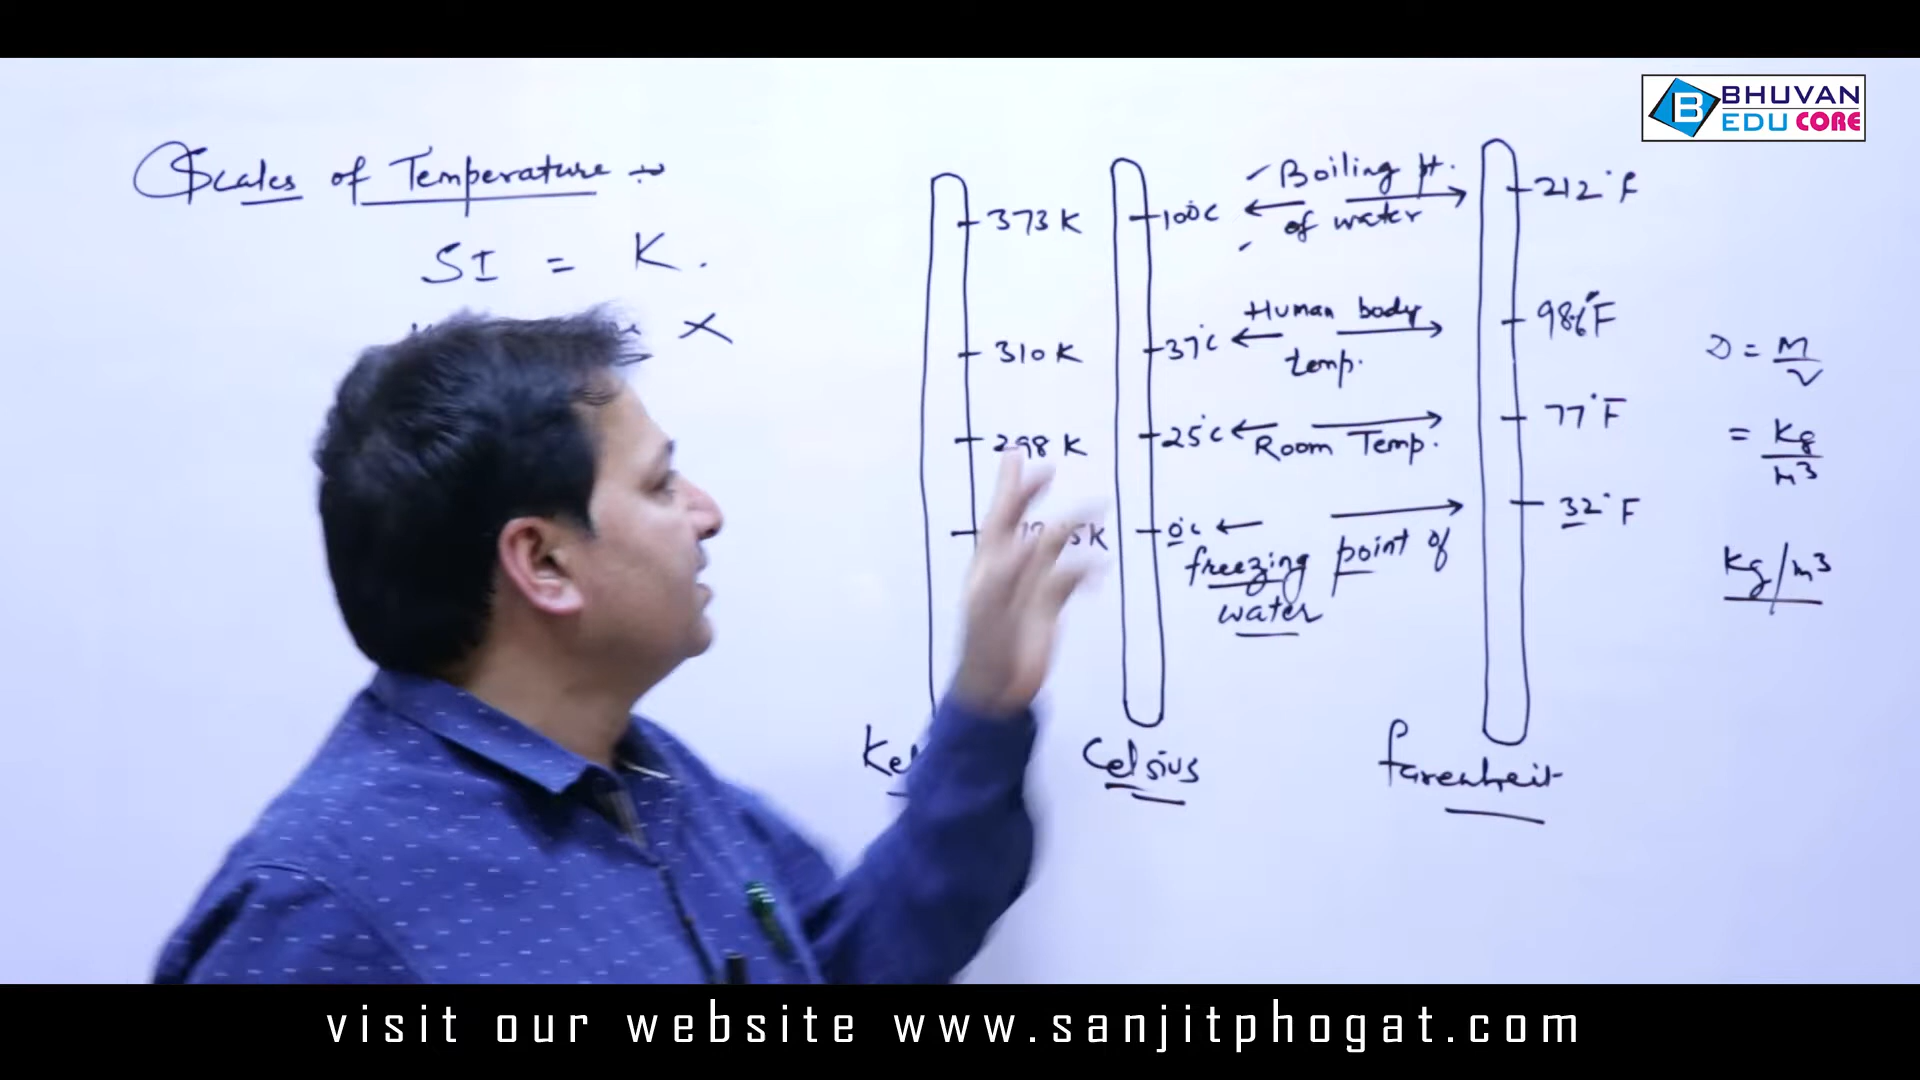 BHUVAN
EDU CORE
Scales of Temperature
SI = K.
373 K
310 K
298 K
Celsius
100°C
37°C
25°C
0°C
Boiling pt.
of water
Human body
temp.
Room Temp.
freezing point of
water
212°F
98.6°F
77°F
32°F
farenheit
D = M/V
= Kg/m³
Kg/m³
visit our website www.sanjitphogat.com